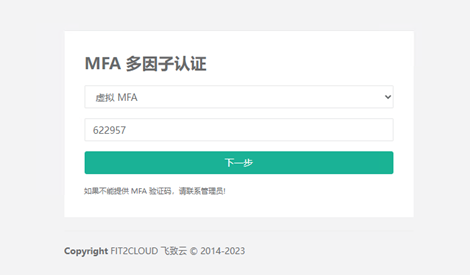 MFA 多因子认证
虚拟 MFA
622957
下一步
如果不能提供 MFA 验证码，请联系管理员!
Copyright FIT2CLOUD 飞致云 © 2014-2023